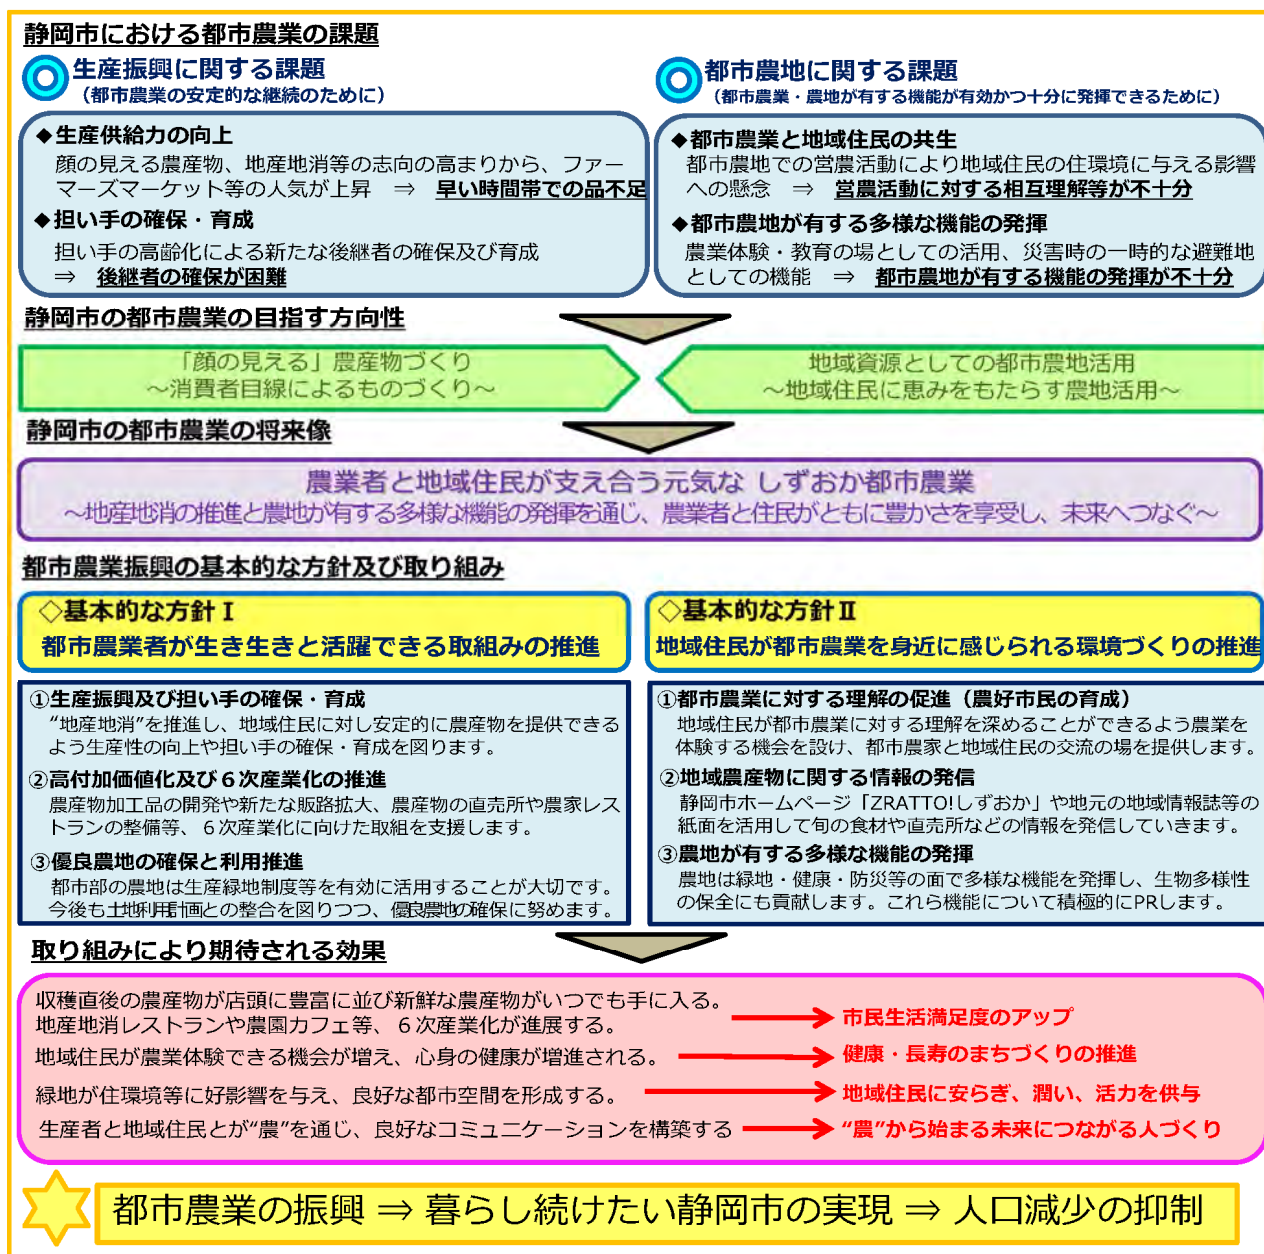 静岡市における都市農業の課題
生産振興に関する課題
（都市農業の安定的な継続のために）
◆生産供給力の向上
顔の見える農産物、地産地消等の志向の高まりから、ファー
マーズマーケット等の人気が上昇　⇒　早い時間帯での品不足
◆担い手の確保・育成
担い手の高齢化による新たな後継者の確保及び育成
⇒　後継者の確保が困難
都市農地に関する課題
（都市農業・農地が有する機能が有効かつ十分に発揮できるために）
◆都市農業と地域住民の共生
都市農地での営農活動により地域住民の住環境に与える影響
への懸念　⇒　営農活動に対する相互理解等が不十分
◆都市農地が有する多様な機能の発揮
農業体験・教育の場としての活用、災害時の一時的な避難地
としての機能　⇒　都市農地が有する機能の発揮が不十分
静岡市の都市農業の目指す方向性
「顔の見える」農産物づくり
～消費者目線によるものづくり～
地域資源としての都市農地活用
～地域住民に恵みをもたらす農地活用～
静岡市の都市農業の将来像
農業者と地域住民が支え合う元気な しずおか都市農業
～地産地消の推進と農地が有する多様な機能の発揮を通じ、農業者と住民がともに豊かさを享受し、未来へつなぐ～
都市農業振興の基本的な方針及び取り組み
◇基本的な方針Ⅰ
都市農業者が生き生きと活躍できる取組みの推進
①生産振興及び担い手の確保・育成
“地産地消”を推進し、地域住民に対し安定的に農産物を提供できる
よう生産性の向上や担い手の確保・育成を図ります。
②高付加価値化及び６次産業化の推進
農産物加工品の開発や新たな販路拡大、農産物の直売所や農家レス
トランの整備等、６次産業化に向けた取組を支援します。
③優良農地の確保と利用推進
都市部の農地は生産緑地制度等を有効に活用することが大切です。
今後も土地利用計画との整合を図りつつ、優良農地の確保に努めます。
◇基本的な方針Ⅱ
地域住民が都市農業を身近に感じられる環境づくりの推進
①都市農業に対する理解の促進（農好市民の育成）
地域住民が都市農業に対する理解を深めることができるよう農業を
体験する機会を設け、都市農家と地域住民の交流の場を提供します。
②地域農産物に関する情報の発信
静岡市ホームページ「ZRATTO!しずおか」や地元の地域情報誌等の
紙面を活用して旬の食材や直売所などの情報を発信していきます。
③農地が有する多様な機能の発揮
農地は緑地・健康・防災等の面で多様な機能を発揮し、生物多様性
の保全にも貢献します。これら機能について積極的にPRします。
取り組みにより期待される効果
収穫直後の農産物が店頭に豊富に並び新鮮な農産物がいつでも手に入る。
地産地消レストランや農園カフェ等、６次産業化が進展する。
市民生活満足度のアップ
地域住民が農業体験できる機会が増え、心身の健康が増進される。
健康・長寿のまちづくりの推進
緑地が住環境等に好影響を与え、良好な都市空間を形成する。
地域住民に安らぎ、潤い、活力を供与
生産者と地域住民とが“農”を通じ、良好なコミュニケーションを構築する
“農”から始まる未来につながる人づくり
都市農業の振興 ⇒ 暮らし続けたい静岡市の実現 ⇒ 人口減少の抑制